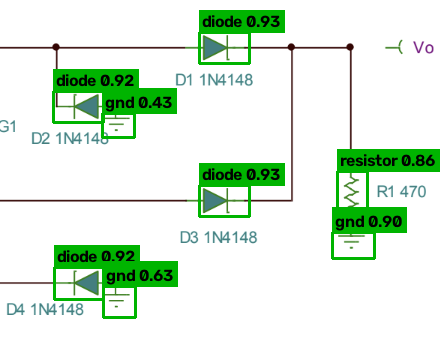 diode 0.93
Vo
D1 1N4148
diode 0.92
gnd 0.43
G1
D2 1N4148
resistor 0.86
diode 0.93
R1 470
gnd 0.90
D3 1N4148
diode 0.92
gnd 0.63
D4 1N4148